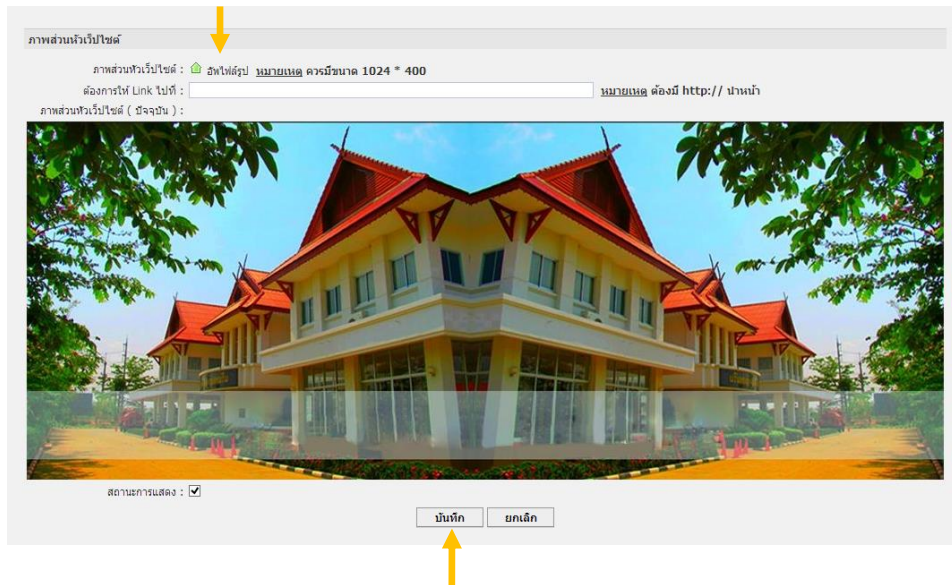 ภาพส่วนหัวเว็ปไซต์
ภาพส่วนหัวเว็ปไซต์ : อัพไฟล์รูป หมายเหตุ ควรมีขนาด 1024 * 400
ต้องการให้ Link ไปที่ : หมายเหตุ ต้องมี http:// นำหน้า
ภาพส่วนหัวเว็ปไซต์ ( ปัจจุบัน ) :
สถานะการแสดง :
บันทึก ยกเลิก